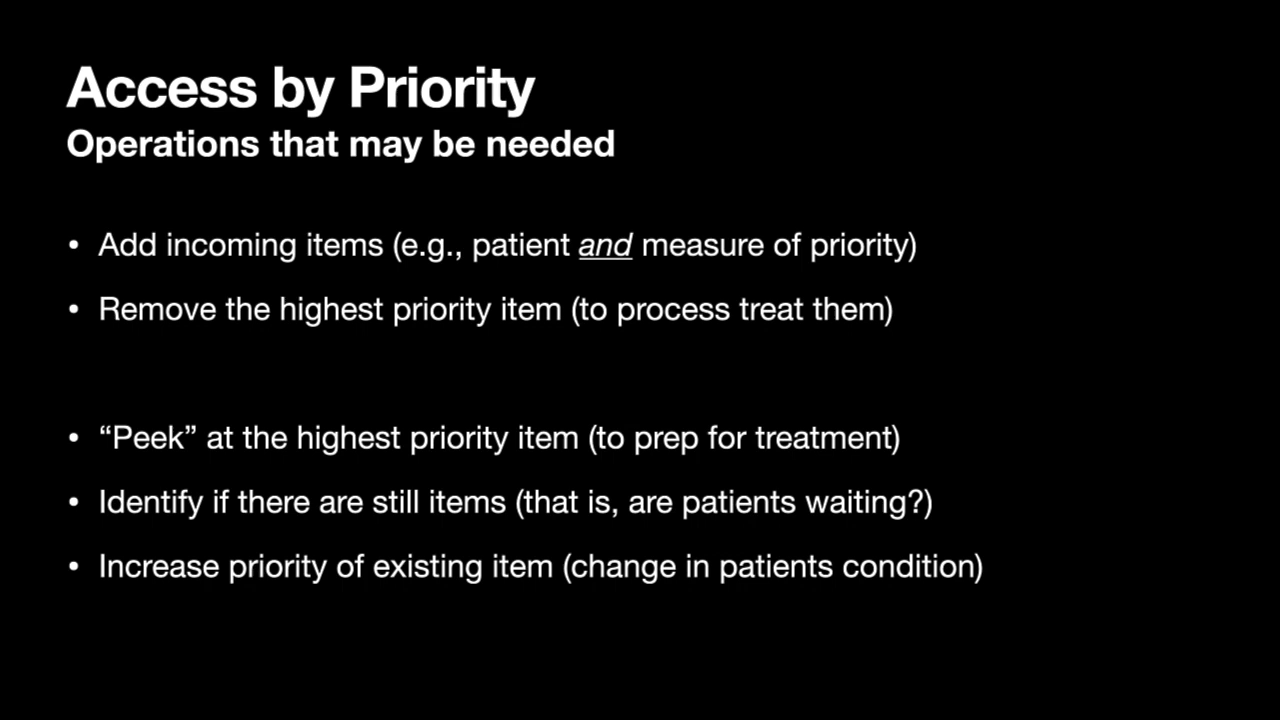 Access by Priority
Operations that may be needed
• Add incoming items (e.g., patient and measure of priority)
• Remove the highest priority item (to process treat them)
• “Peek” at the highest priority item (to prep for treatment)
• Identify if there are still items (that is, are patients waiting?)
• Increase priority of existing item (change in patients condition)